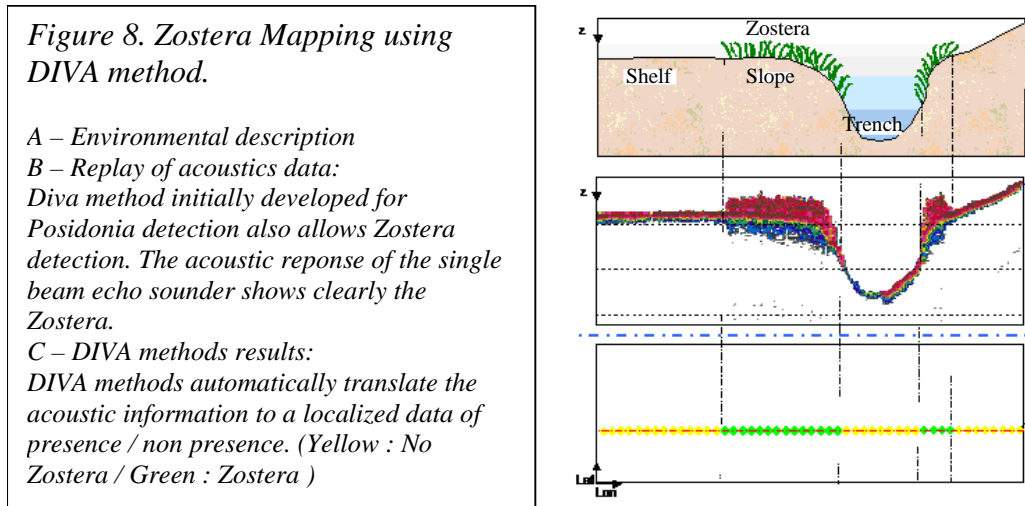 Figure 8. Zostera Mapping using
DIVA method.
A – Environmental description
B – Replay of acoustics data:
Diva method initially developed for
Posidonia detection also allows Zostera
detection. The acoustic reponse of the single
beam echo sounder shows clearly the
Zostera.
C – DIVA methods results:
DIVA methods automatically translate the
acoustic information to a localized data of
presence / non presence. (Yellow : No
Zostera / Green : Zostera )
z
Zostera
Shelf
Slope
Trench
z
Lat
Lon